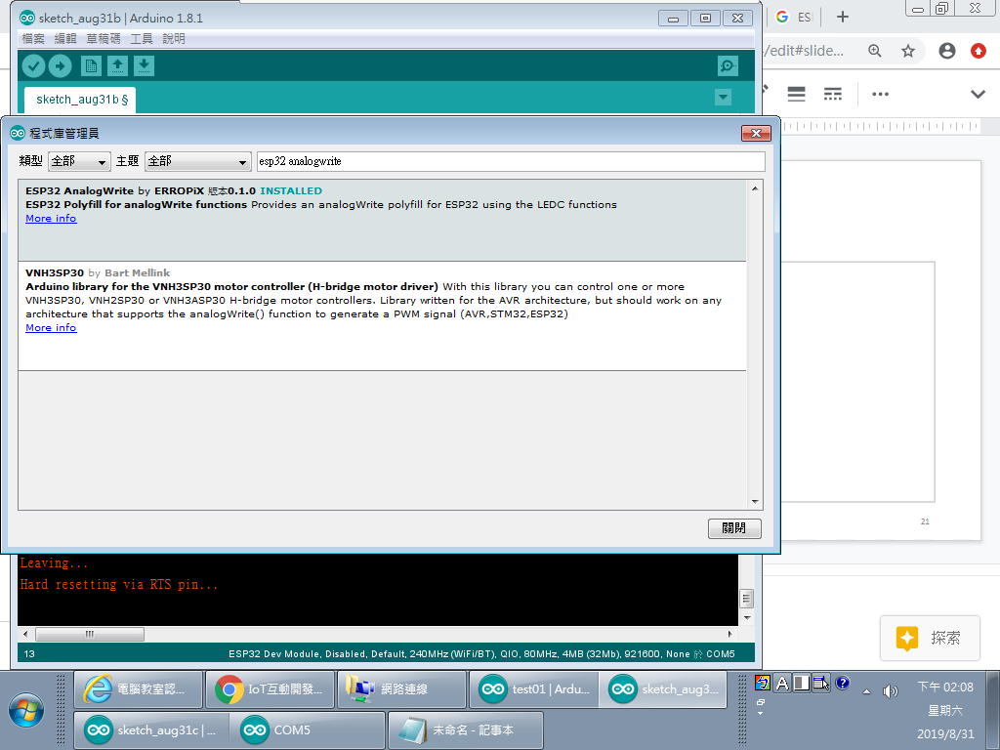 sketch_aug31b | Arduino 1.8.1
檔案 編輯 草稿碼 工具 說明
sketch_aug31b §
ES
/edit#slide...
程式庫管理員
類型 全部 主題 全部 esp32 analogwrite
ESP32 AnalogWrite by ERROPiX 版本0.1.0 INSTALLED
ESP32 Polyfill for analogWrite functions Provides an analogWrite polyfill for ESP32 using the LEDC functions
More info
VNH3SP30 by Bart Mellink
Arduino library for the VNH3SP30 motor controller (H-bridge motor driver) With this library you can control one or more
VNH3SP30, VNH2SP30 or VNH3ASP30 H-bridge motor controllers. Library written for the AVR architecture, but should work on any
architecture that supports the analogWrite() function to generate a PWM signal (AVR,STM32,ESP32)
More info
關閉
21
Leaving...
Hard resetting via RTS pin...
探索
13 ESP32 Dev Module, Disabled, Default, 240MHz (WiFi/BT), QIO, 80MHz, 4MB (32Mb), 921600, None 於 COM5
電腦教室認... IoT互動開發... 網路連線 test01 | Ardu... sketch_aug3...
sketch_aug31c | ... COM5 未命名 - 記事本
A
下午 02:08
星期六
2019/8/31